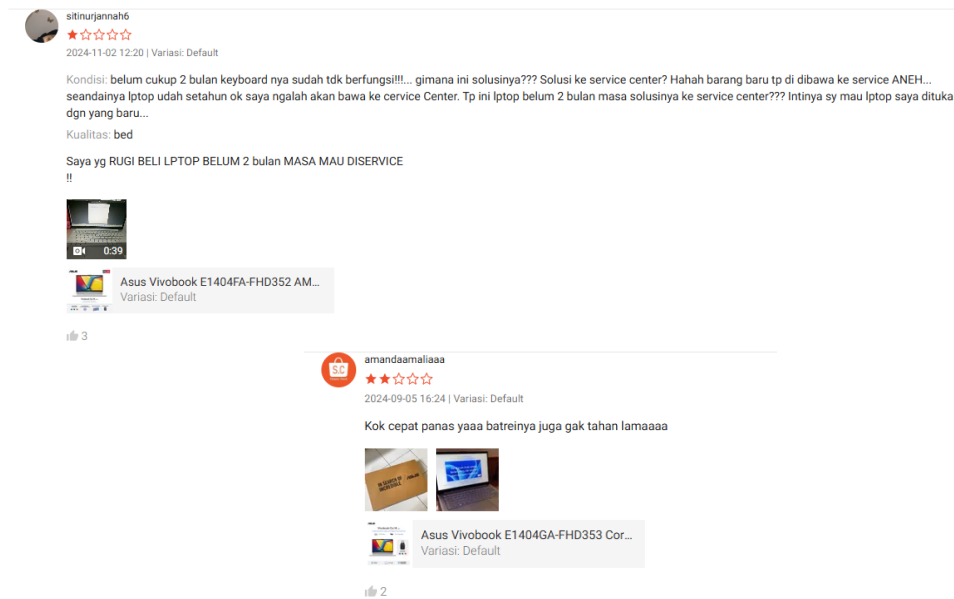 sitinurjannah6
2024-11-02 12:20 | Variasi: Default
Kondisi: belum cukup 2 bulan keyboard nya sudah tdk berfungsi!!!... gimana ini solusinya??? Solusi ke service center? Hahah barang baru tp di dibawa ke service ANEH...
seandainya lptop udah setahun ok saya ngalah akan bawa ke cervice Center. Tp ini lptop belum 2 bulan masa solusinya ke service center??? Intinya sy mau lptop saya dituka
dgn yang baru...
Kualitas: bed
Saya yg RUGI BELI LPTOP BELUM 2 bulan MASA MAU DISERVICE
!!
0:39
Asus Vivobook E1404FA-FHD352 AM...
Variasi: Default
3
amandaamaliaaa
S.C
2024-09-05 16:24 | Variasi: Default
Kok cepat panas yaaa batreinya juga gak tahan lamaaaa
IN SEARCH OF
INCREDIBLE
Asus Vivobook E1404GA-FHD353 Cor...
Variasi: Default
2